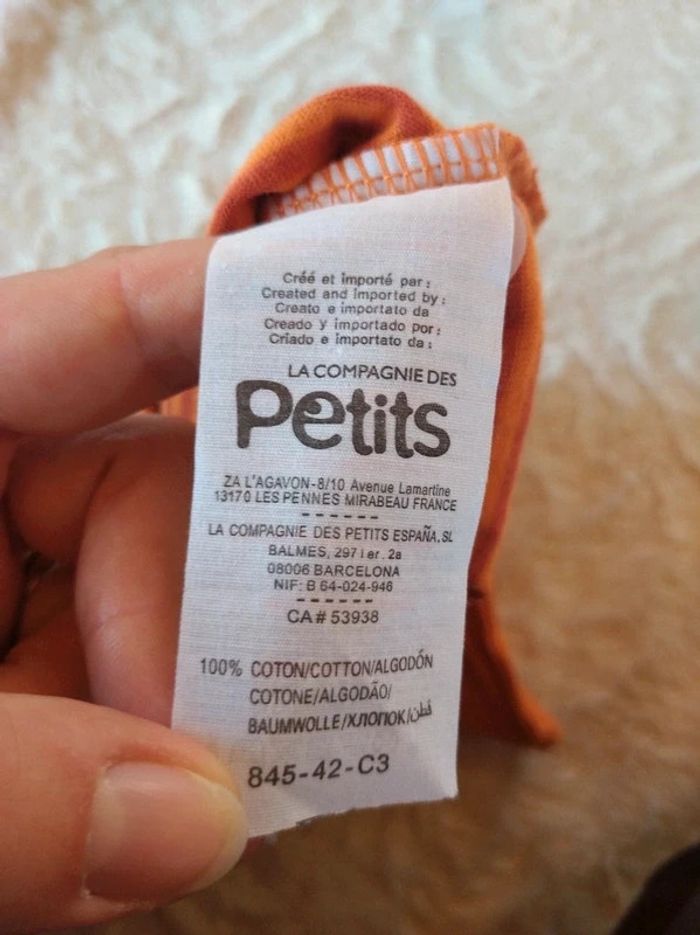 Créé et importé par :
Created and imported by :
Creato e importato da
Creado y importado por :
Criado e importato da :
LA COMPAGNIE DES
Petits
ZA L'AGAVON-8/10 Avenue Lamartine
13170 LES PENNES MIRABEAU FRANCE
------
LA COMPAGNIE DES PETITS ESPAÑA, SL
BALMES, 297 1 er. 2a
08006 BARCELONA
NIF: B 64-024-946
------
CA# 53938
100% COTON/COTTON/ALGODÓN
COTONE/ALGODÃO/
BAUMWOLLE/ХЛОПОК/قطن
845-42-C3